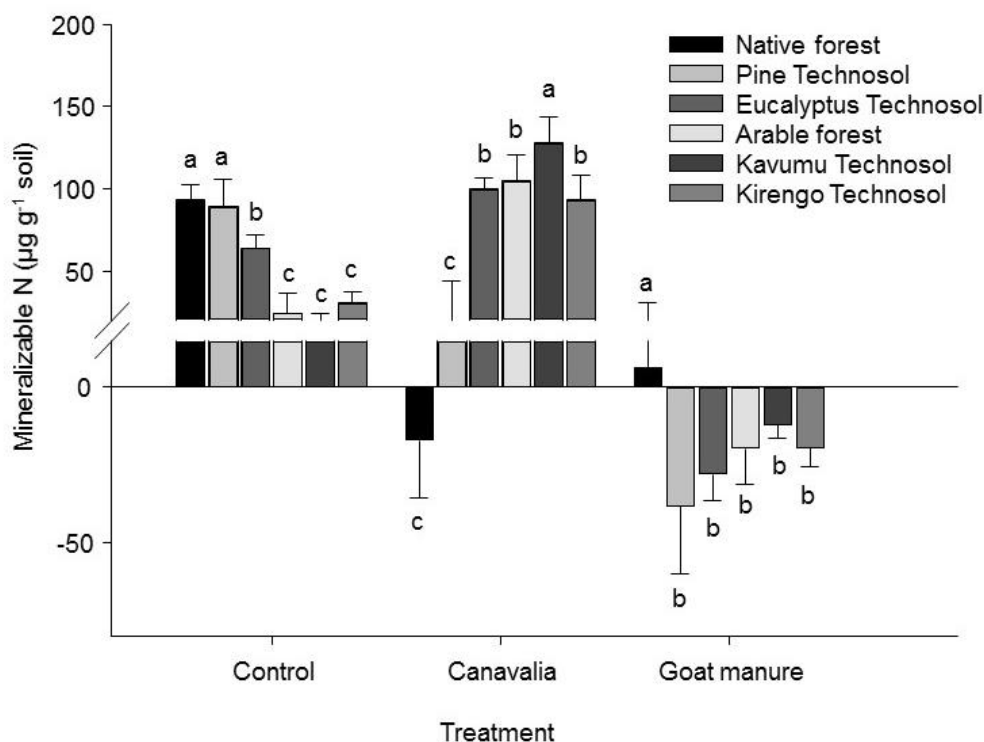 200
150
100
50
0
-50
Mineralizable N (µg g⁻¹ soil)
Native forest
Pine Technosol
Eucalyptus Technosol
Arable forest
Kavumu Technosol
Kirengo Technosol
a
a
b
c
c
c
c
c
b
b
a
b
a
b
b
b
b
b
Control
Canavalia
Goat manure
Treatment